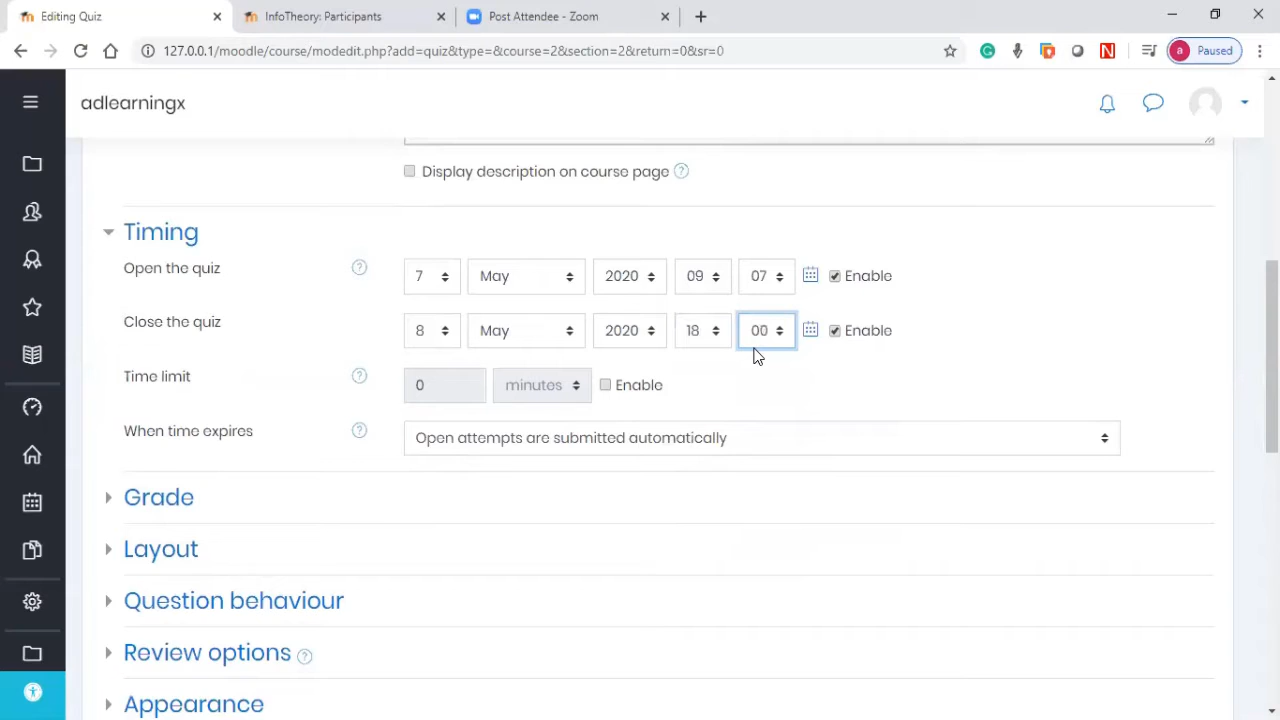 Editing Quiz
InfoTheory: Participants
Post Attendee - Zoom
127.0.0.1/moodle/course/modedit.php?add=quiz&type=&course=2&section=2&return=0&sr=0
N
a Paused
adlearningx
Display description on course page ?
Timing
Open the quiz ? 7 May 2020 09 07 Enable
Close the quiz 8 May 2020 18 00 Enable
Time limit ? 0 minutes Enable
When time expires ? Open attempts are submitted automatically
Grade
Layout
Question behaviour
Review options ?
Appearance